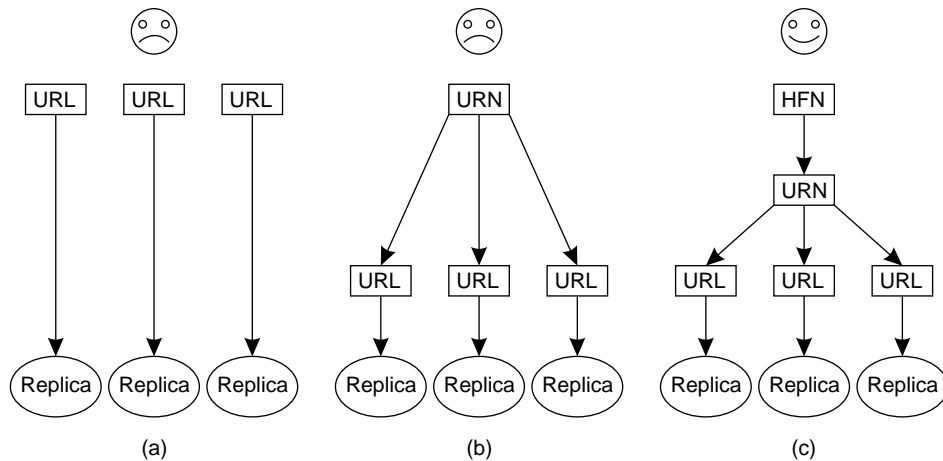 URL URL URL URN HFN
URN
URL URL URL URL URL URL
Replica Replica Replica Replica Replica Replica Replica Replica Replica
(a) (b) (c)